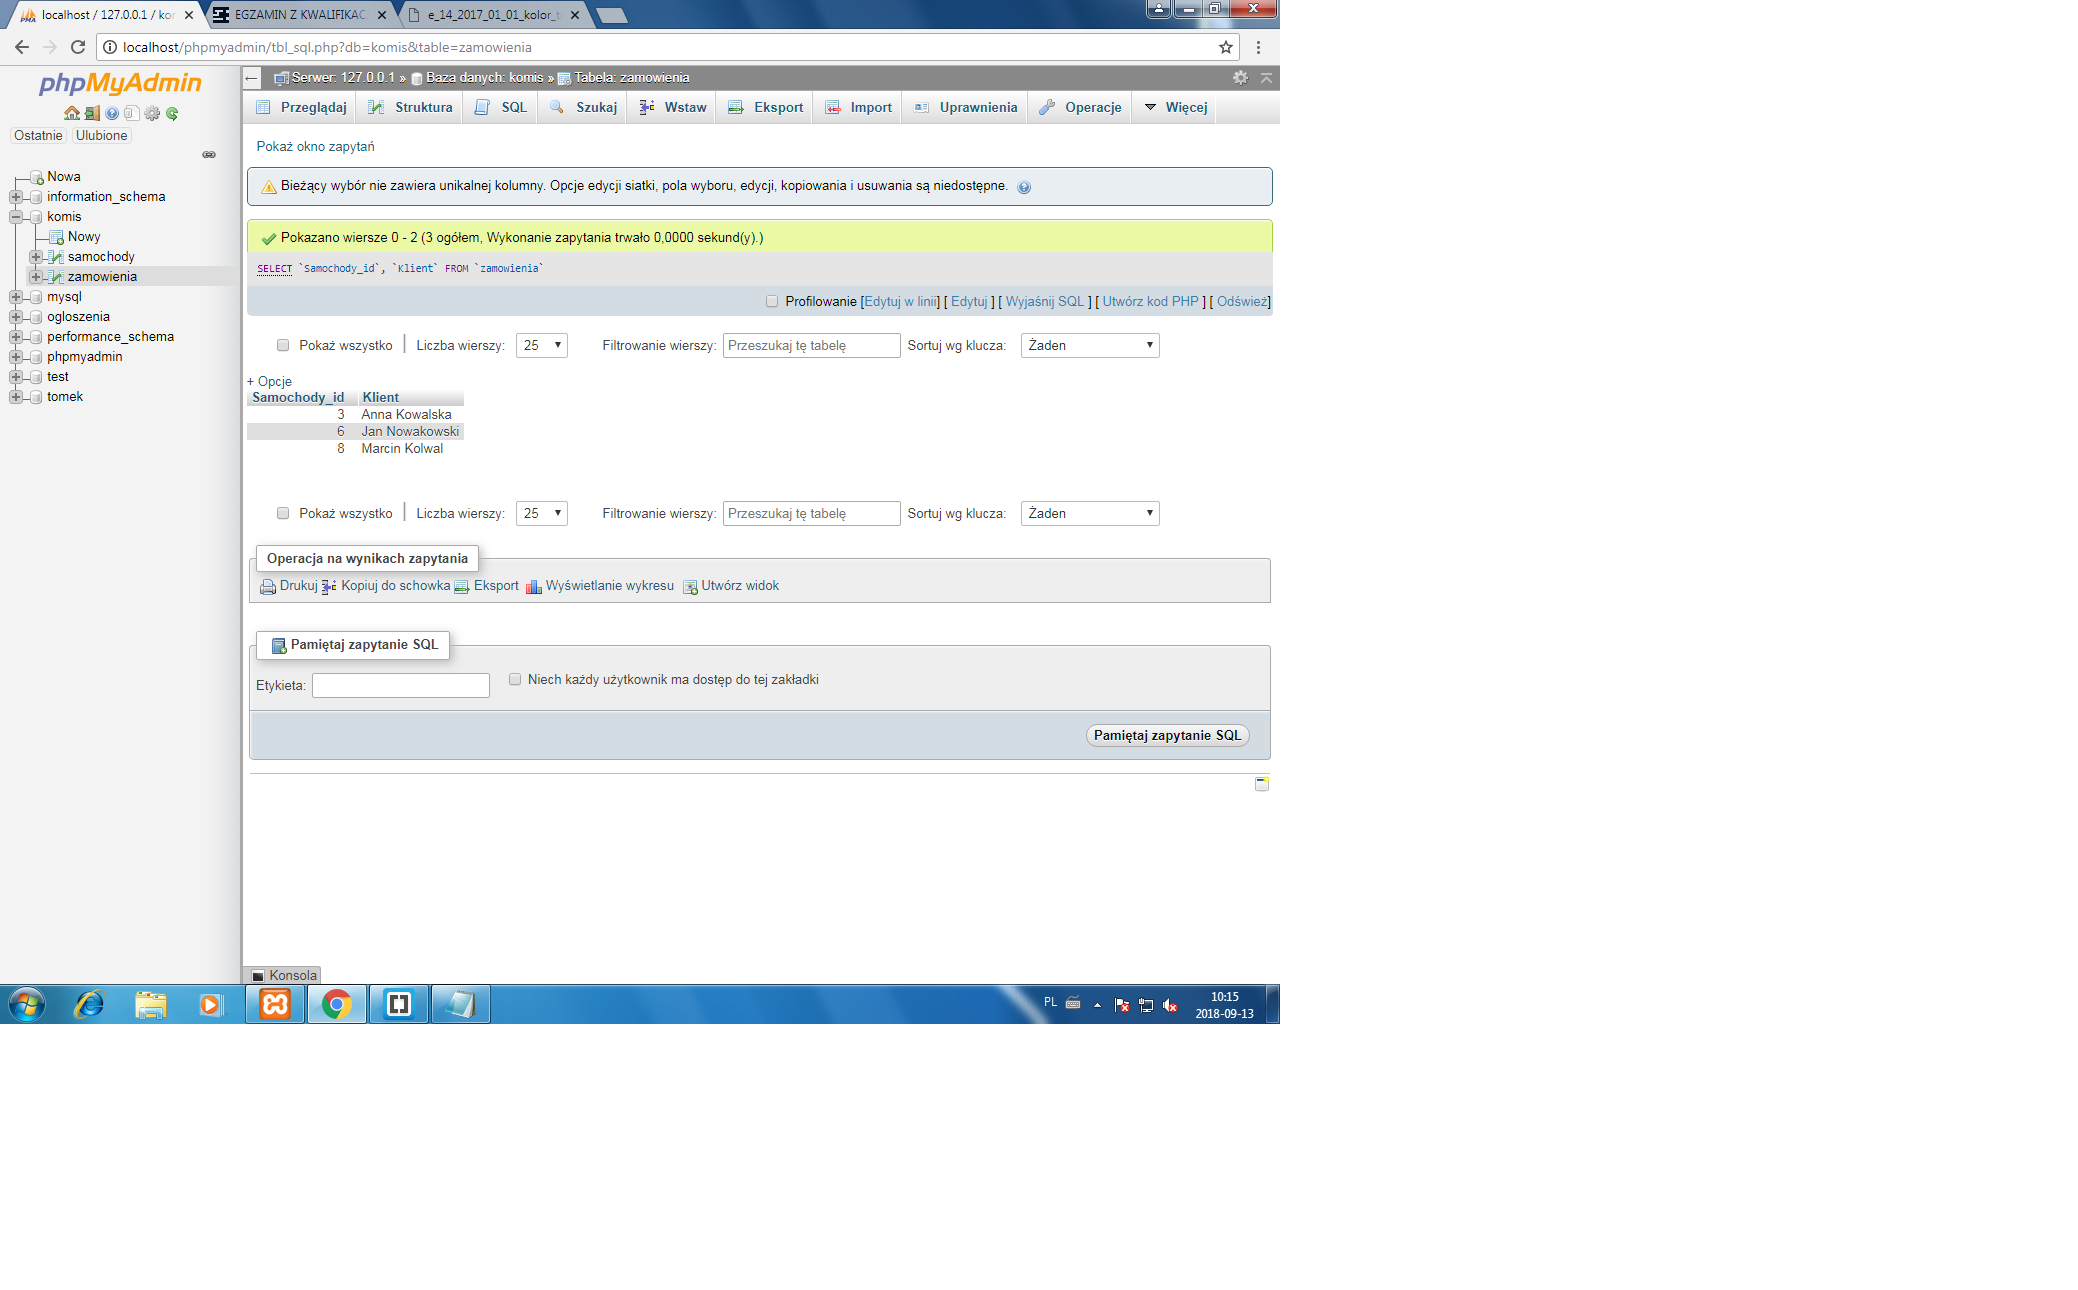 localhost / 127.0.0.1 / ko
EGZAMIN Z KWALIFIKAC
e_14_2017_01_01_kolor_t
localhost/phpmyadmin/tbl_sql.php?db=komis&table=zamowienia
phpMyAdmin
Ostatnie Ulubione
Nowa
information_schema
komis
Nowy
samochody
zamowienia
mysql
ogloszenia
performance_schema
phpmyadmin
test
tomek
Serwer: 127.0.0.1 » Baza danych: komis » Tabela: zamowienia
Przeglądaj Struktura SQL Szukaj Wstaw Eksport Import Uprawnienia Operacje Więcej
Pokaż okno zapytań
Bieżący wybór nie zawiera unikalnej kolumny. Opcje edycji siatki, pola wyboru, edycji, kopiowania i usuwania są niedostępne.
Pokazano wiersze 0 - 2 (3 ogółem, Wykonanie zapytania trwało 0,0000 sekund(y).)
SELECT `Samochody_id`, `Klient` FROM `zamowienia`
Profilowanie [Edytuj w linii] [ Edytuj ] [ Wyjaśnij SQL ] [ Utwórz kod PHP ] [ Odśwież]
Pokaż wszystko Liczba wierszy: 25 Filtrowanie wierszy: Przeszukaj tę tabelę Sortuj wg klucza: Żaden
+ Opcje
Samochody_id Klient
3 Anna Kowalska
6 Jan Nowakowski
8 Marcin Kolwal
Pokaż wszystko Liczba wierszy: 25 Filtrowanie wierszy: Przeszukaj tę tabelę Sortuj wg klucza: Żaden
Operacja na wynikach zapytania
Drukuj Kopiuj do schowka Eksport Wyświetlanie wykresu Utwórz widok
Pamiętaj zapytanie SQL
Etykieta: Niech każdy użytkownik ma dostęp do tej zakładki
Pamiętaj zapytanie SQL
Konsola
PL
10:15
2018-09-13